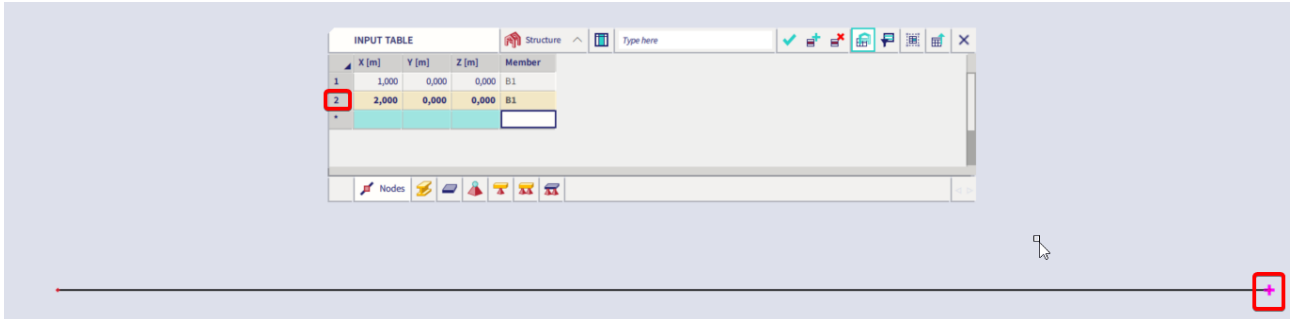 INPUT TABLE Structure Type here
X [m] Y [m] Z [m] Member
1 1,000 0,000 0,000 B1
2 2,000 0,000 0,000 B1
*
Nodes